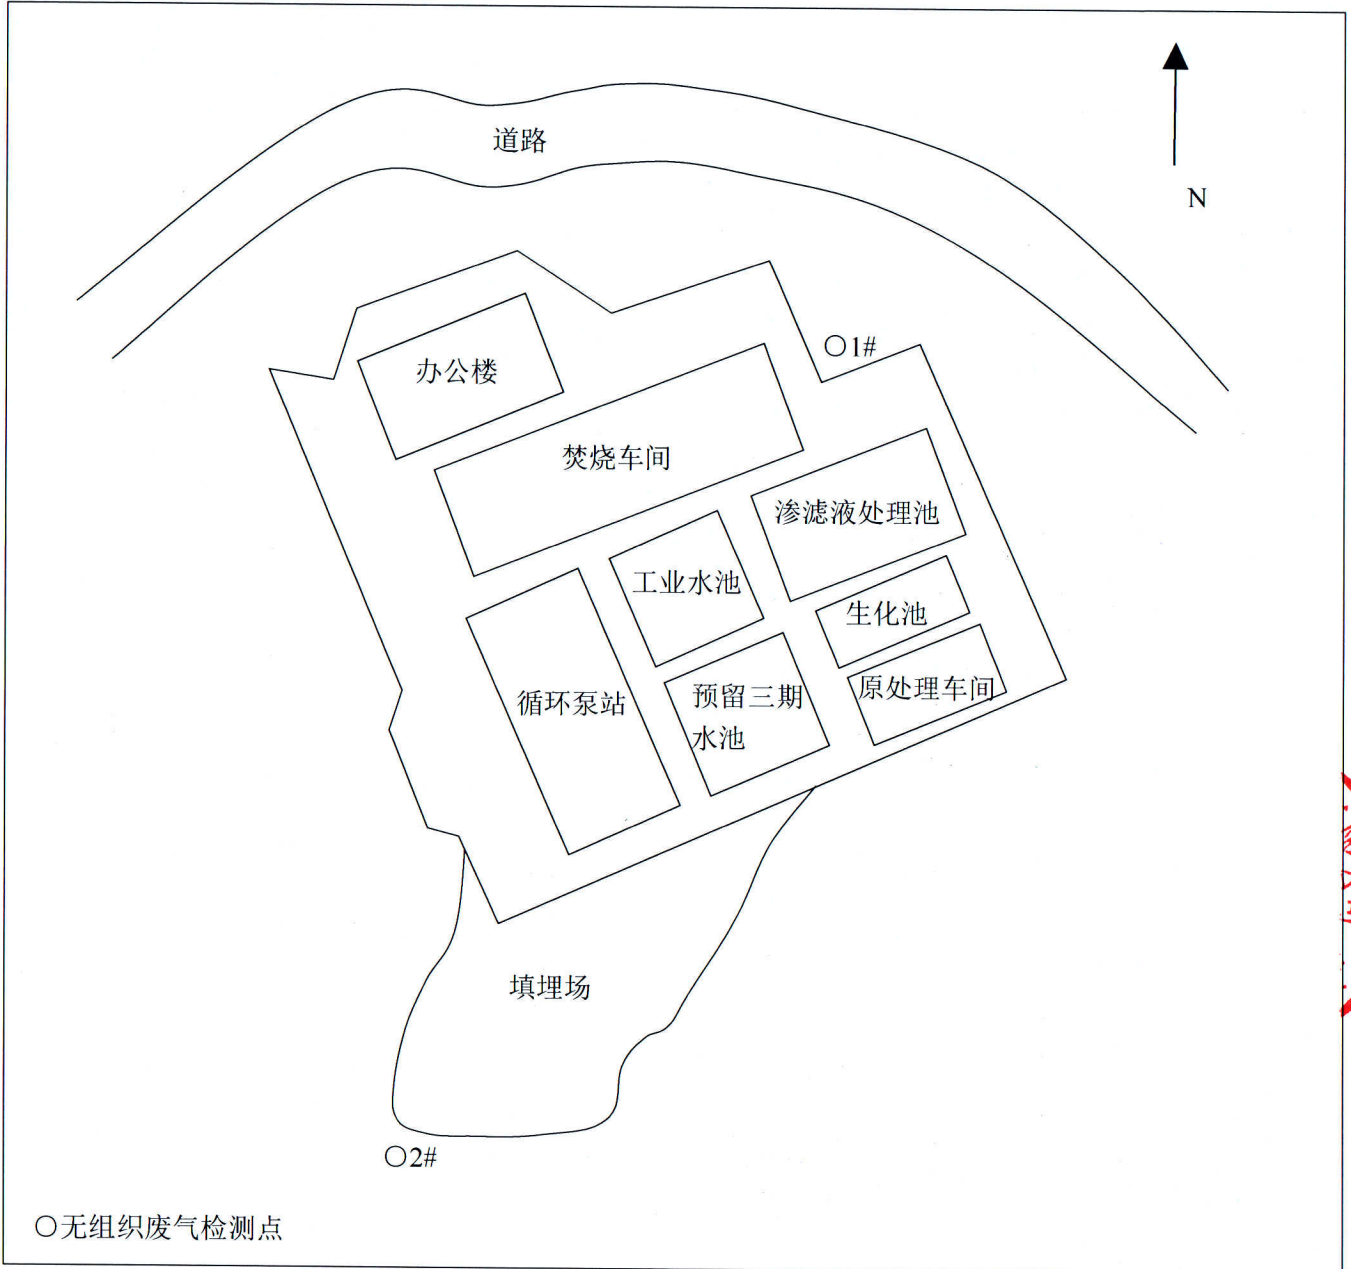 道路
N
○1#
办公楼
焚烧车间
渗滤液处理池
工业水池
生化池
原处理车间
循环泵站
预留三期
水池
填埋场
○2#
○无组织废气检测点